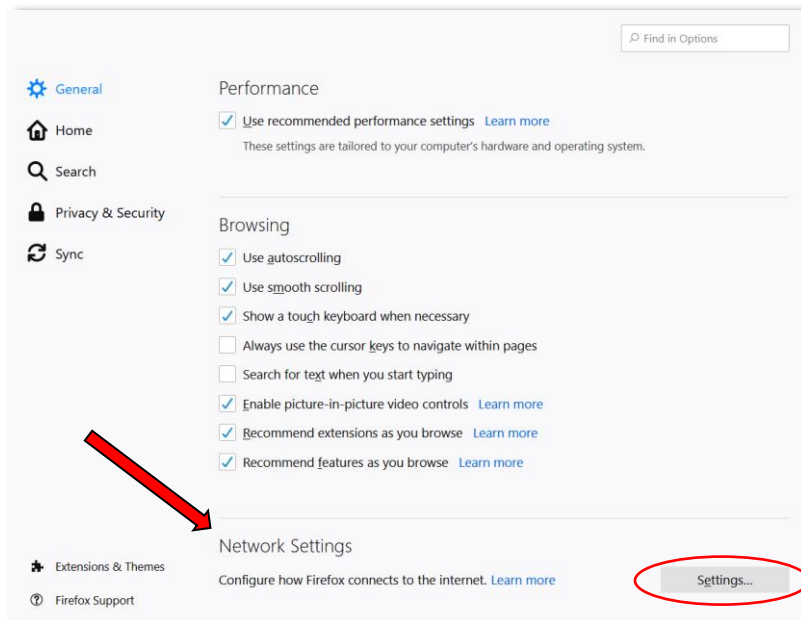 Find in Options
General
Home
Search
Privacy & Security
Sync
Performance
Use recommended performance settings Learn more
These settings are tailored to your computer's hardware and operating system.
Browsing
Use autoscrolling
Use smooth scrolling
Show a touch keyboard when necessary
Always use the cursor keys to navigate within pages
Search for text when you start typing
Enable picture-in-picture video controls Learn more
Recommend extensions as you browse Learn more
Recommend features as you browse Learn more
Network Settings
Configure how Firefox connects to the internet. Learn more
Settings...
Extensions & Themes
Firefox Support